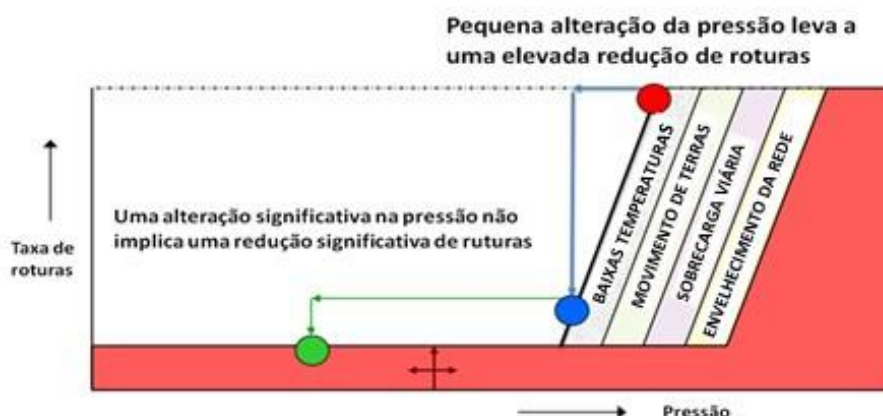 Pequena alteração da pressão leva a
uma elevada redução de roturas
Uma alteração significativa na pressão não
implica uma redução significativa de ruturas
Taxa de
roturas
BAIXAS TEMPERATURAS
MOVIMENTO DE TERRAS
SOBRECARGA VIÁRIA
ENVELHECIMENTO DA REDE
Pressão